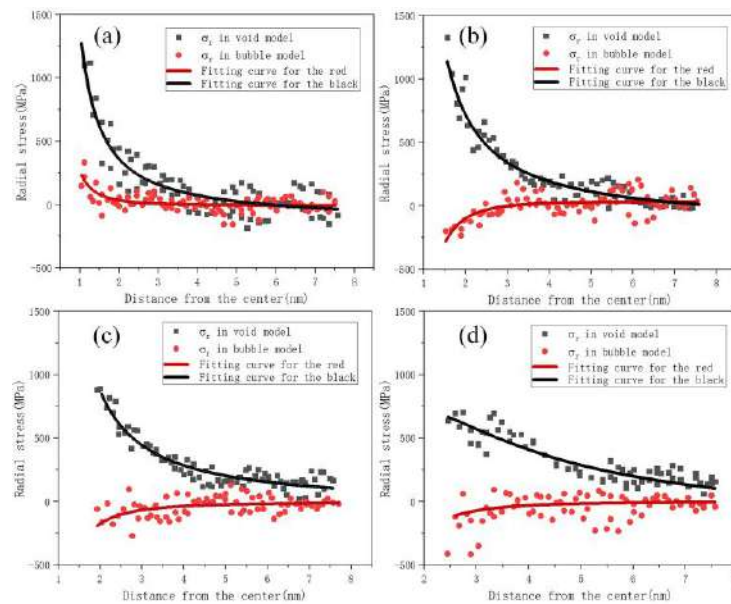 (a)
σr in void model
σr in bubble model
Fitting curve for the red
Fitting curve for the black
1500
1000
500
0
-500
Radial stress(MPa)
1 2 3 4 5 6 7 8
Distance from the center(nm)
(b)
σr in void model
σr in bubble model
Fitting curve for the red
Fitting curve for the black
1500
1000
500
0
-500
Radial stress(MPa)
1 2 3 4 5 6 7 8
Distance from the center(nm)
(c)
σr in void model
σr in bubble model
Fitting curve for the red
Fitting curve for the black
1500
1000
500
0
-500
Radial stress(MPa)
1 2 3 4 5 6 7 8
Distance from the center(nm)
(d)
σr in void model
σr in bubble model
Fitting curve for the red
Fitting curve for the black
1500
1000
500
0
-500
Radial stress(MPa)
2 3 4 5 6 7
Distance from the center(nm)